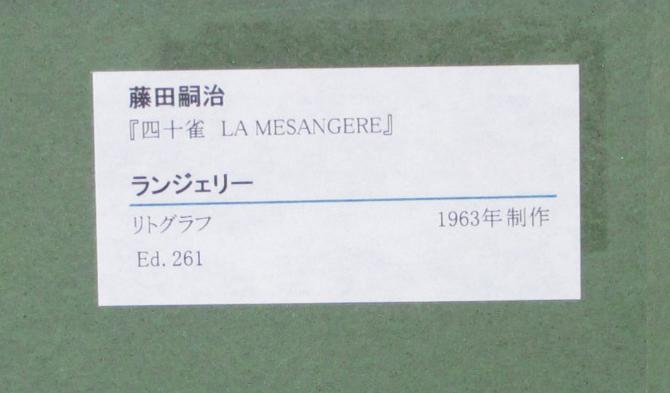 藤田嗣治
『四十雀 LA MESANGERE』
ランジェリー
リトグラフ 1963年制作
Ed. 261